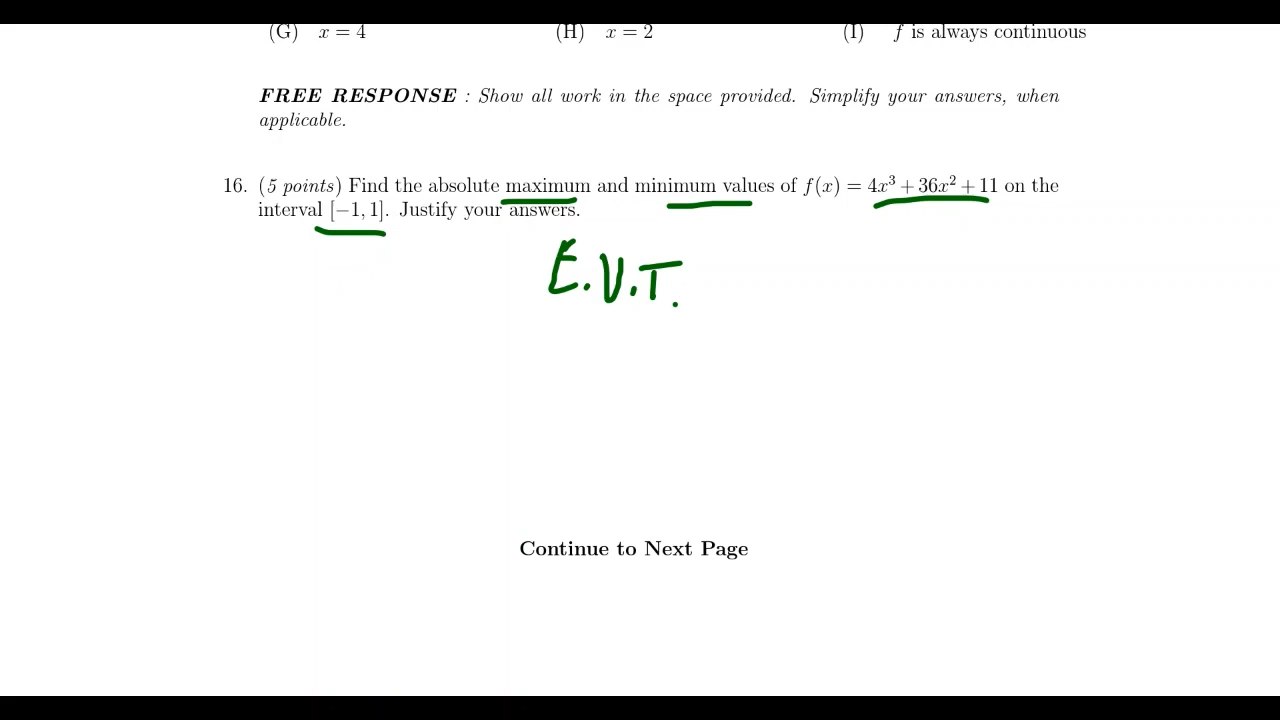 (G) x = 4 (H) x = 2 (I) f is always continuous
FREE RESPONSE : Show all work in the space provided. Simplify your answers, when
applicable.
16. (5 points) Find the absolute maximum and minimum values of f(x) = 4x³ + 36x² + 11 on the
interval [−1, 1]. Justify your answers.
E.V.T.
Continue to Next Page